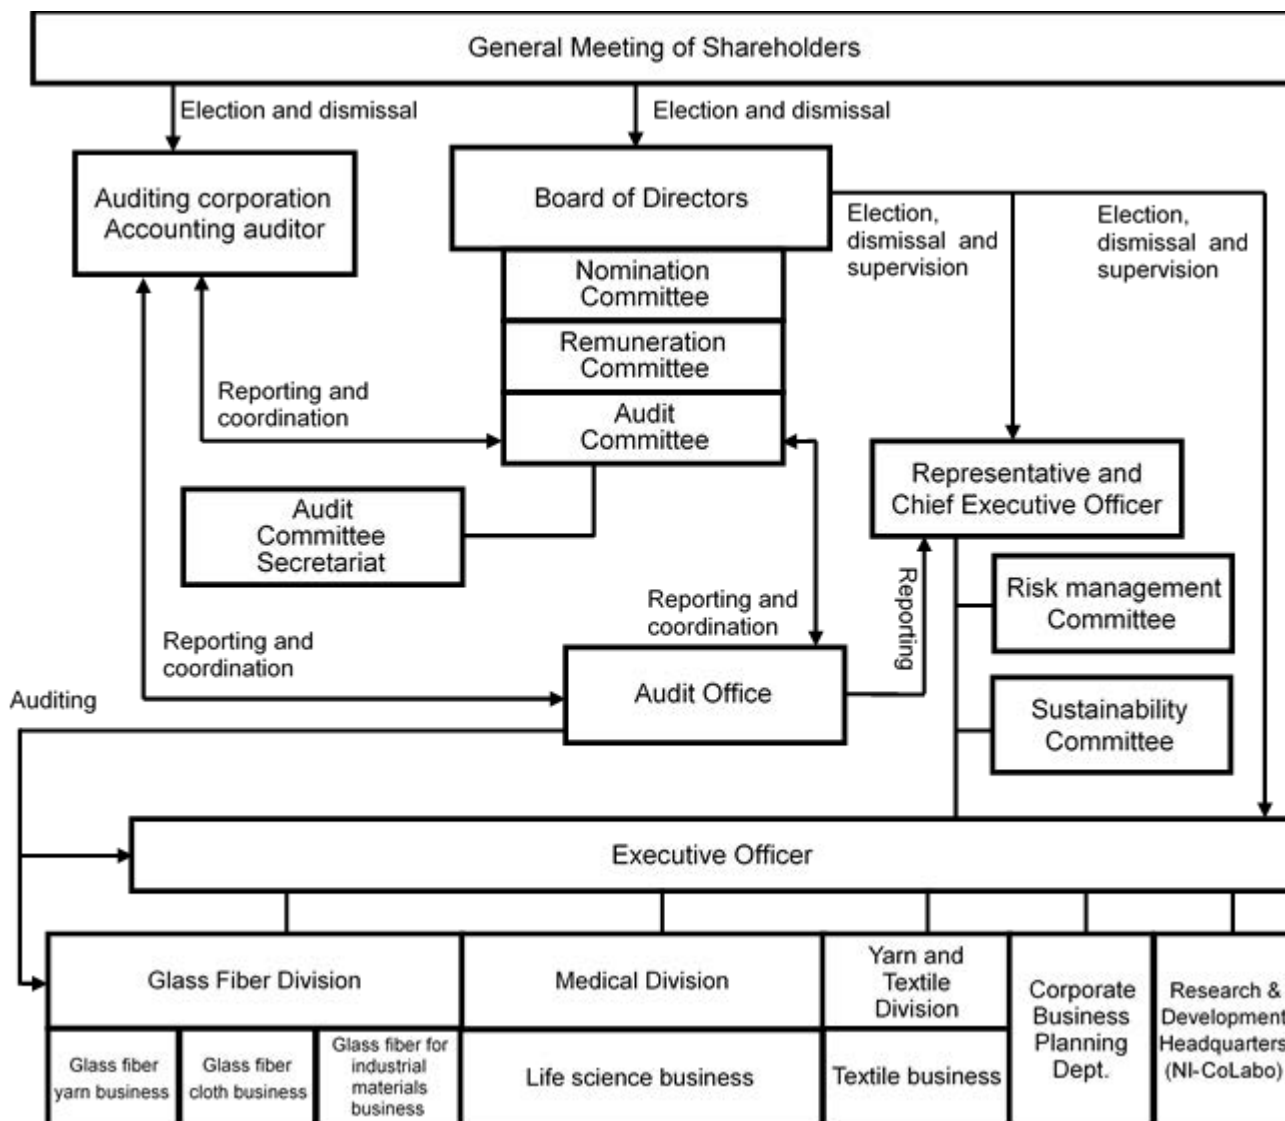 General Meeting of Shareholders
Election and dismissal
Election and dismissal
Auditing corporation
Accounting auditor
Board of Directors
Election,
dismissal and
supervision
Election,
dismissal and
supervision
Nomination
Committee
Remuneration
Committee
Audit
Committee
Reporting and
coordination
Representative and
Chief Executive Officer
Audit
Committee
Secretariat
Reporting and
coordination
Reporting
Risk management
Committee
Reporting and
coordination
Audit Office
Sustainability
Committee
Auditing
Executive Officer
Glass Fiber Division
Medical Division
Yarn and
Textile
Division
Corporate
Business
Planning
Dept.
Research &
Development
Headquarters
(NI-CoLabo)
Glass fiber
yarn business
Glass fiber
cloth business
Glass fiber for
industrial
materials
business
Life science business
Textile business